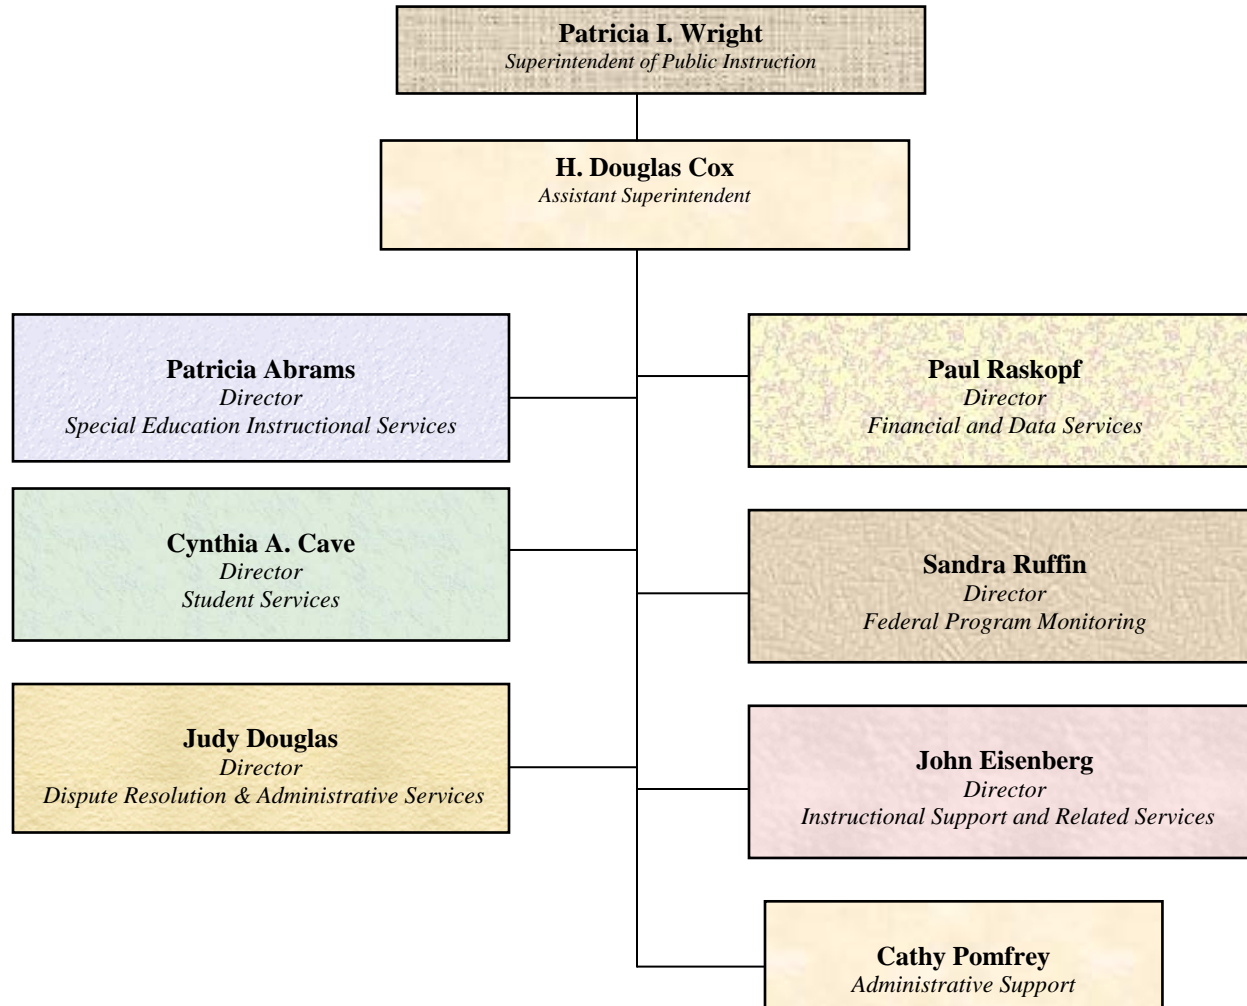 Patricia I. Wright
Superintendent of Public Instruction
H. Douglas Cox
Assistant Superintendent
Patricia Abrams
Director
Special Education Instructional Services
Paul Raskopf
Director
Financial and Data Services
Cynthia A. Cave
Director
Student Services
Sandra Ruffin
Director
Federal Program Monitoring
Judy Douglas
Director
Dispute Resolution & Administrative Services
John Eisenberg
Director
Instructional Support and Related Services
Cathy Pomfrey
Administrative Support